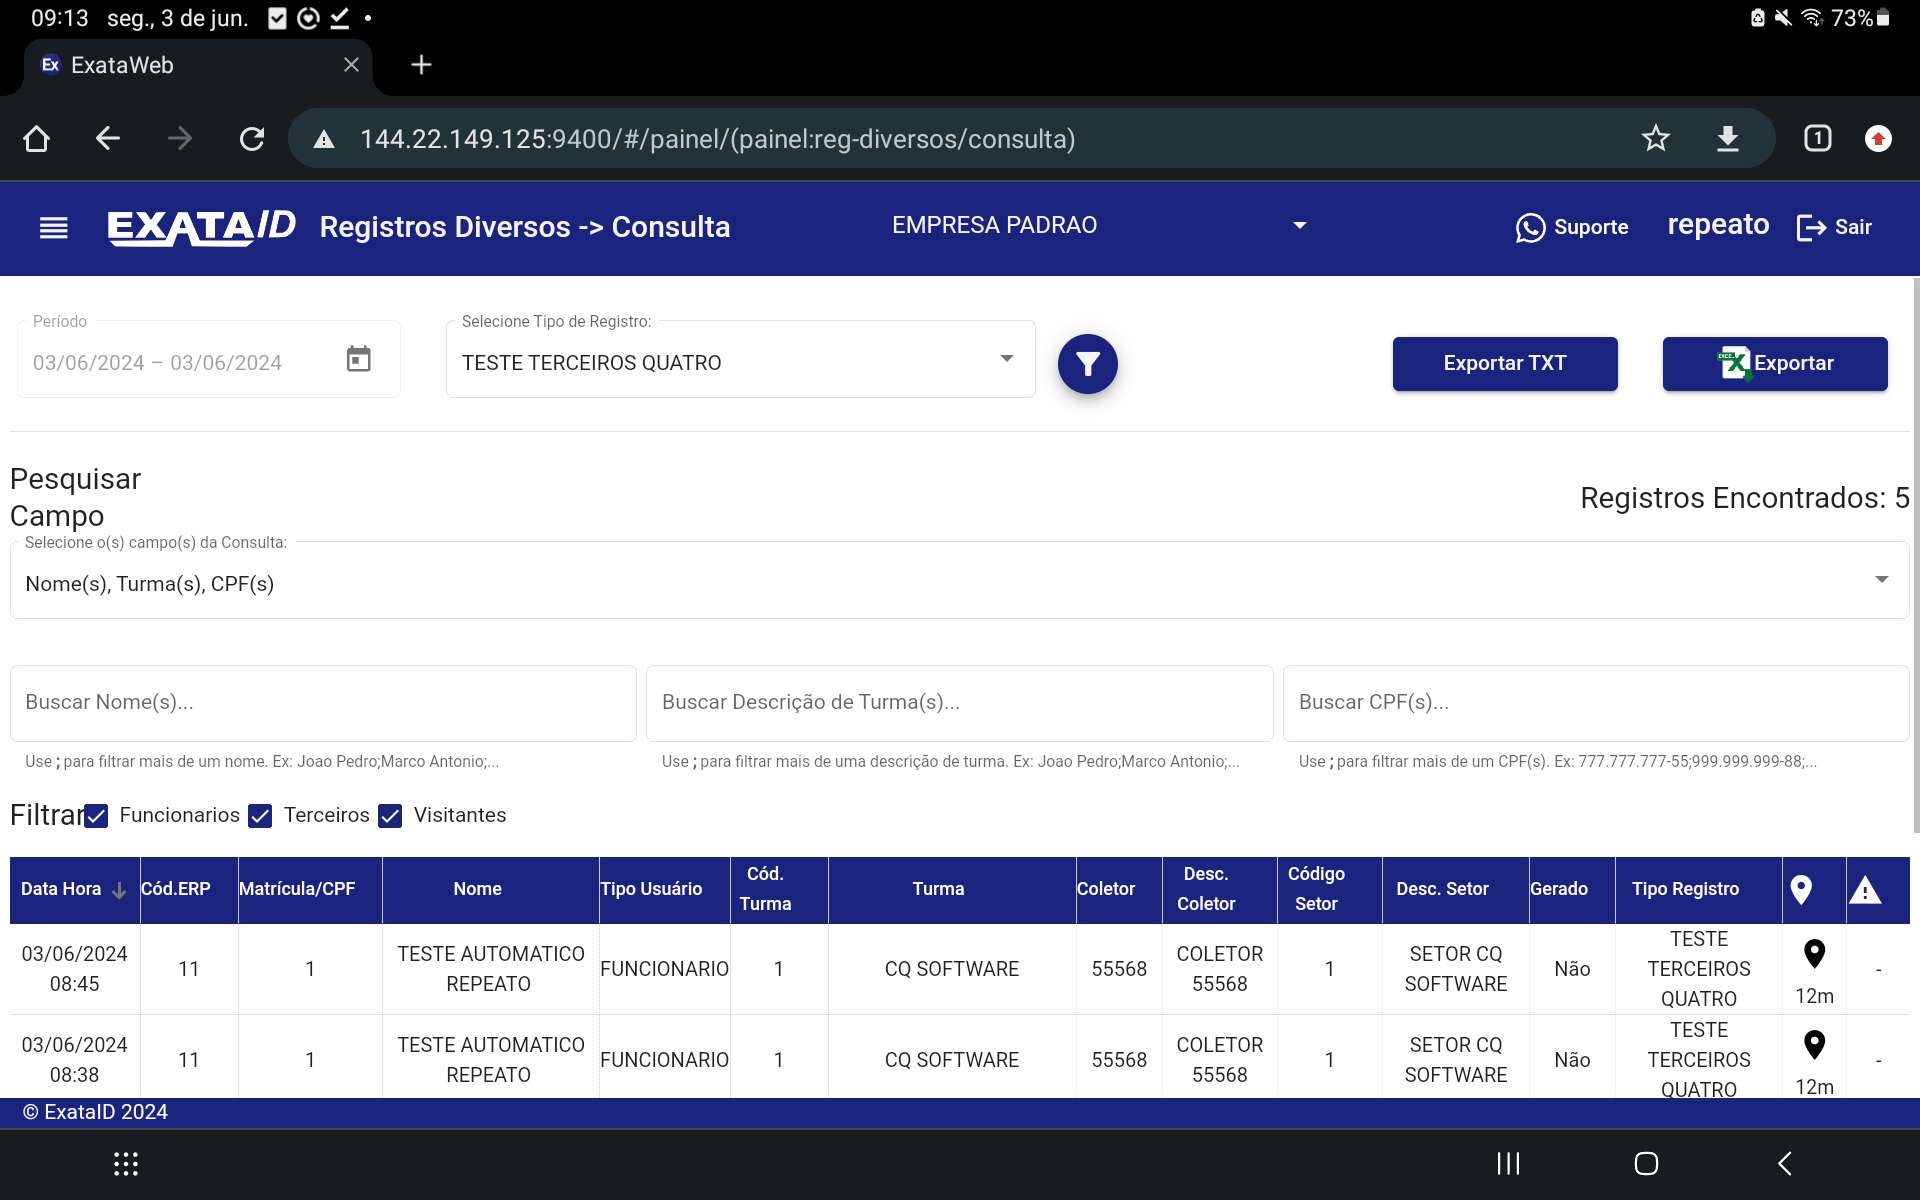 09:13 seg., 3 de jun.
73%
Ex ExataWeb
144.22.149.125:9400/#/painel/(painel:reg-diversos/consulta)
1
EXATAID Registros Diversos -> Consulta EMPRESA PADRAO Suporte repeato Sair
Período
03/06/2024 – 03/06/2024
Selecione Tipo de Registro:
TESTE TERCEIROS QUATRO
Exportar TXT
Exportar
Pesquisar
Campo
Registros Encontrados: 5
Selecione o(s) campo(s) da Consulta:
Nome(s), Turma(s), CPF(s)
Buscar Nome(s)... Buscar Descrição de Turma(s)... Buscar CPF(s)...
Use ; para filtrar mais de um nome. Ex: Joao Pedro;Marco Antonio;...
Use ; para filtrar mais de uma descrição de turma. Ex: Joao Pedro;Marco Antonio;...
Use ; para filtrar mais de um CPF(s). Ex: 777.777.777-55;999.999.999-88;...
Filtrar Funcionarios Terceiros Visitantes
Data Hora Cód.ERP Matrícula/CPF Nome Tipo Usuário Cód. Turma Turma Coletor Desc. Coletor Código Setor Desc. Setor Gerado Tipo Registro
03/06/2024 08:45 11 1 TESTE AUTOMATICO REPEATO FUNCIONARIO 1 CQ SOFTWARE 55568 COLETOR 55568 1 SETOR CQ SOFTWARE Não TESTE TERCEIROS QUATRO 12m -
03/06/2024 08:38 11 1 TESTE AUTOMATICO REPEATO FUNCIONARIO 1 CQ SOFTWARE 55568 COLETOR 55568 1 SETOR CQ SOFTWARE Não TESTE TERCEIROS QUATRO 12m -
© ExataID 2024